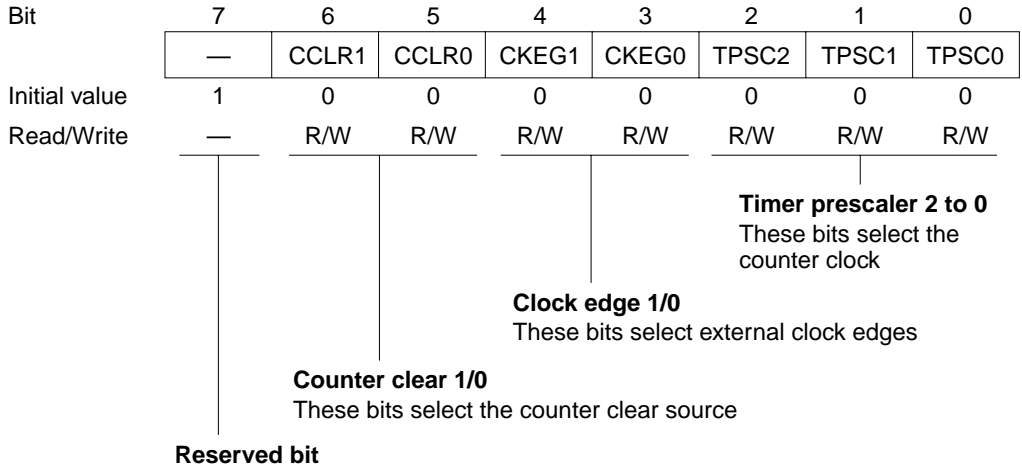 Bit 7 6 5 4 3 2 1 0
— CCLR1 CCLR0 CKEG1 CKEG0 TPSC2 TPSC1 TPSC0
Initial value 1 0 0 0 0 0 0 0
Read/Write — R/W R/W R/W R/W R/W R/W R/W
Timer prescaler 2 to 0
These bits select the
counter clock
Clock edge 1/0
These bits select external clock edges
Counter clear 1/0
These bits select the counter clear source
Reserved bit